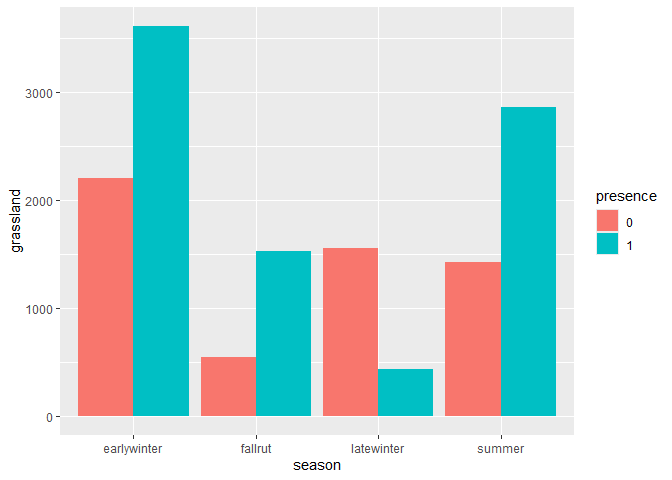 grassland
3000
2000
1000
0
earlywinter fallrut latewinter summer
season
presence
0
1